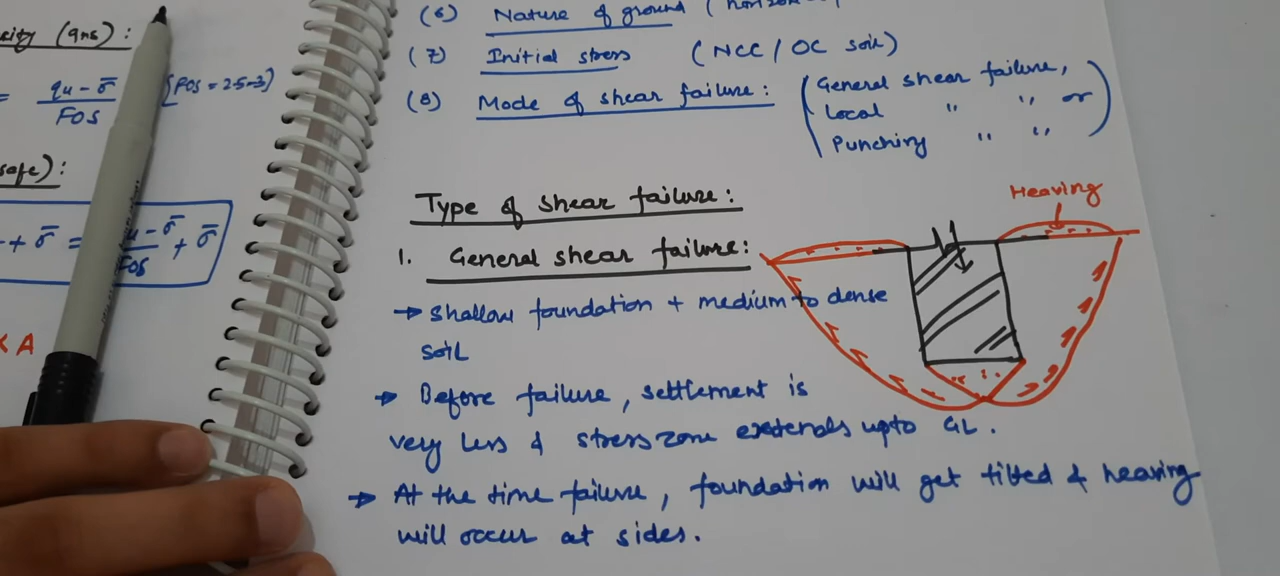 (qns) :
= qu - σ̄ / FOS [FOS = 2.5-3)
safe) :
+ σ̄ = u - σ̄ / FOS + σ̄
A
(6) Nature of ground (
(7) Initial stress (NCC / OC soil)
(8) Mode of shear failure : (General shear failure,
Local " " or
Punching " " )
Type of shear failure :
Heaving
1. General shear failure :
→ Shallow foundation + medium to dense
soil
→ Before failure, settlement is
very less & stress zone extends upto GL.
→ At the time failure, foundation will get tilted & heaving
will occur at sides.